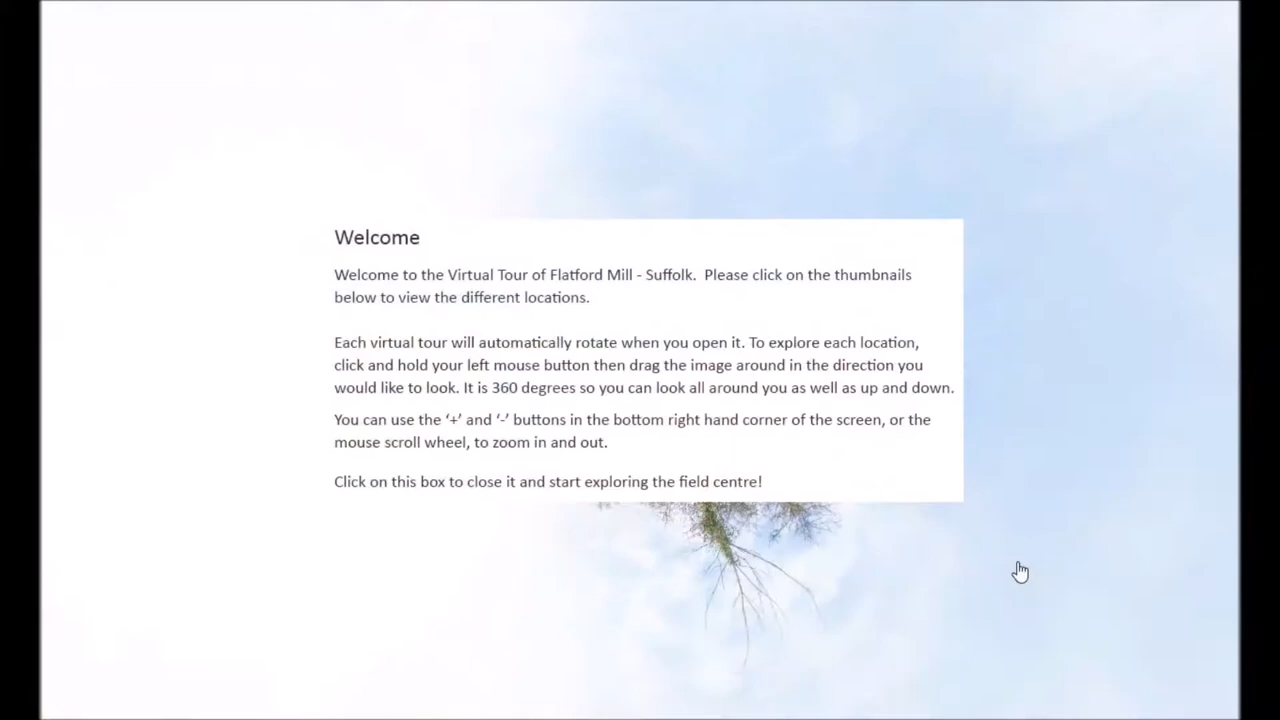 Welcome
Welcome to the Virtual Tour of Flatford Mill - Suffolk.  Please click on the thumbnails
below to view the different locations.
Each virtual tour will automatically rotate when you open it. To explore each location,
click and hold your left mouse button then drag the image around in the direction you
would like to look. It is 360 degrees so you can look all around you as well as up and down.
You can use the ‘+’ and ‘-’ buttons in the bottom right hand corner of the screen, or the
mouse scroll wheel, to zoom in and out.
Click on this box to close it and start exploring the field centre!